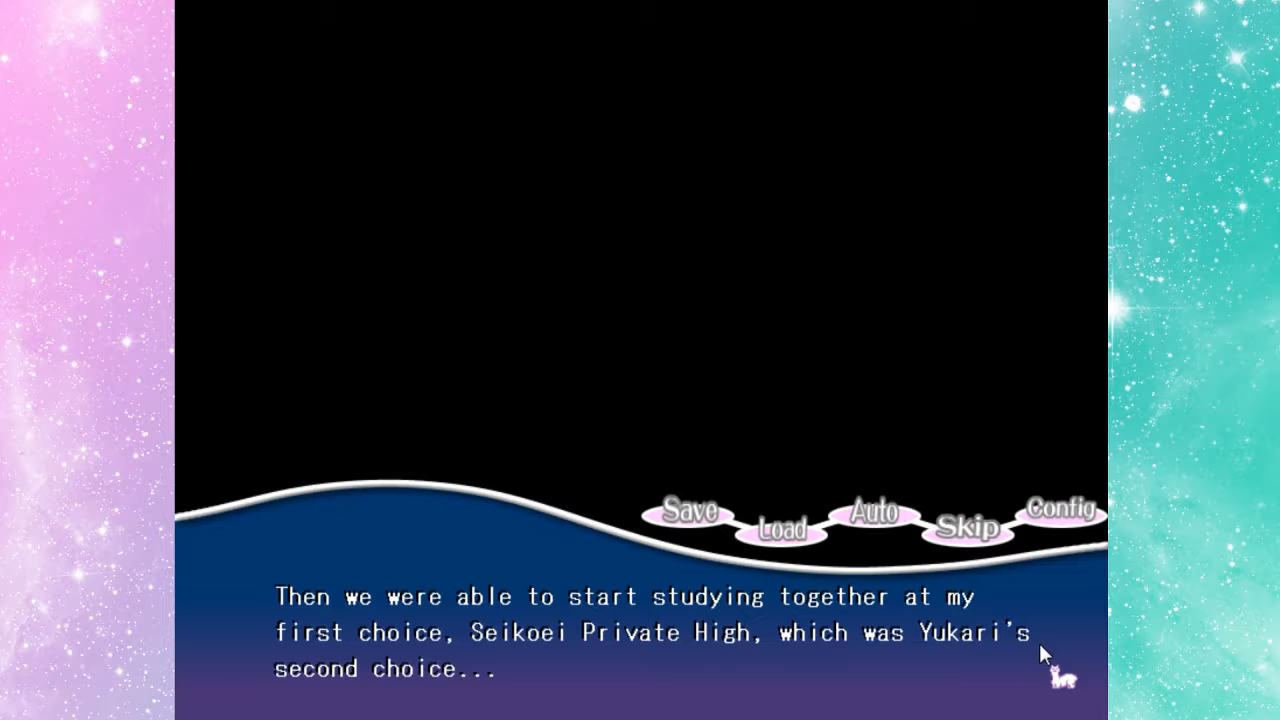 Save
Load
Auto
Skip
Config
Then we were able to start studying together at my
first choice, Seikoei Private High, which was Yukari's
second choice...